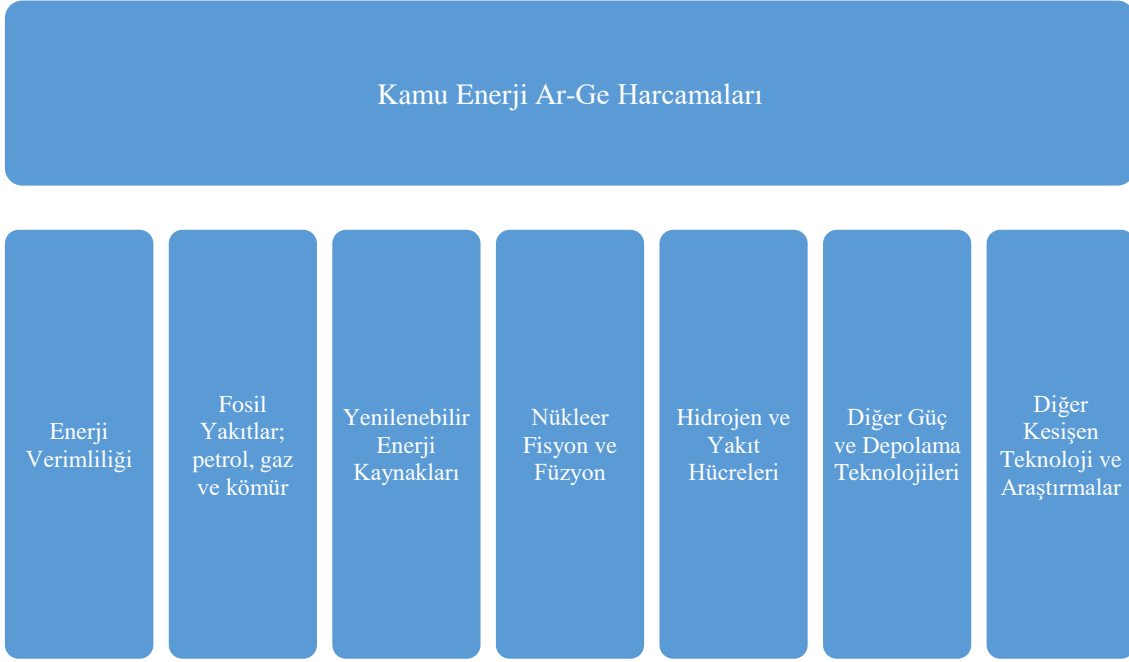 Kamu Enerji Ar-Ge Harcamaları
Enerji
Verimliliği
Fosil
Yakıtlar;
petrol, gaz
ve kömür
Yenilenebilir
Enerji
Kaynakları
Nükleer
Fisyon ve
Füzyon
Hidrojen ve
Yakıt
Hücreleri
Diğer Güç
ve Depolama
Teknolojileri
Diğer
Kesişen
Teknoloji ve
Araştırmalar